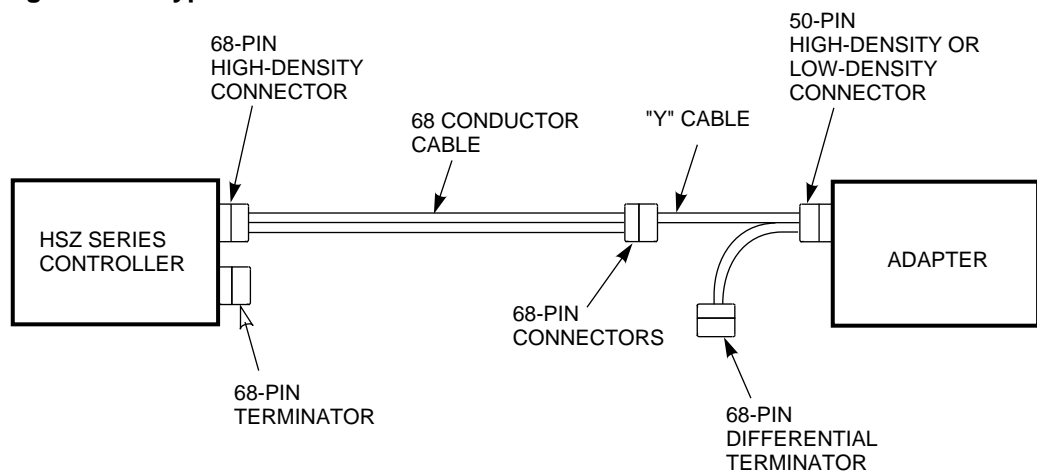 68-PIN
HIGH-DENSITY
CONNECTOR
50-PIN
HIGH-DENSITY OR
LOW-DENSITY
CONNECTOR
68 CONDUCTOR
CABLE
"Y" CABLE
HSZ SERIES
CONTROLLER
ADAPTER
68-PIN
CONNECTORS
68-PIN
TERMINATOR
68-PIN
DIFFERENTIAL
TERMINATOR